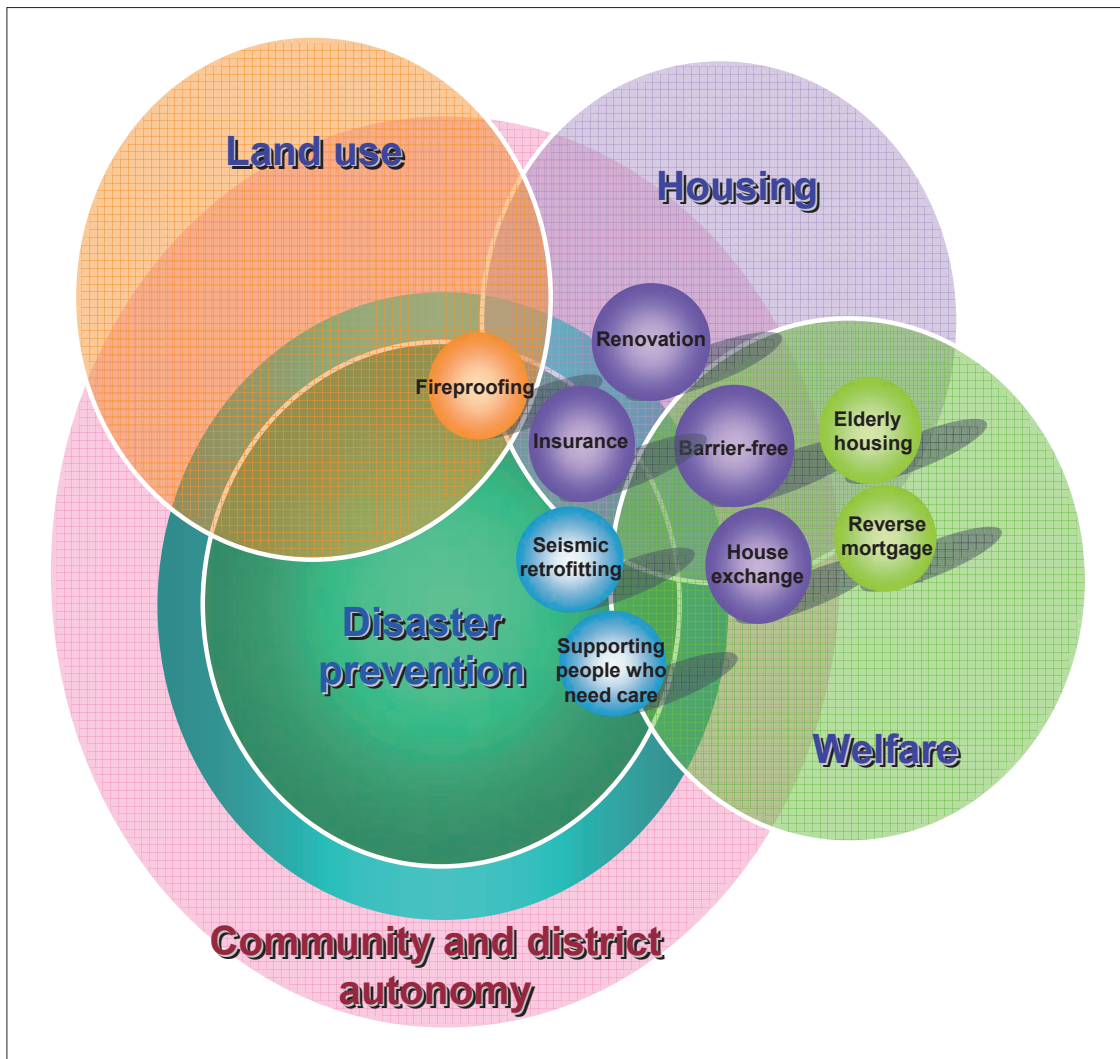 Land use
Housing
Renovation
Fireproofing
Insurance
Barrier-free
Elderly
housing
Seismic
retrofitting
House
exchange
Reverse
mortgage
Disaster
prevention
Supporting
people who
need care
Welfare
Community and district
autonomy